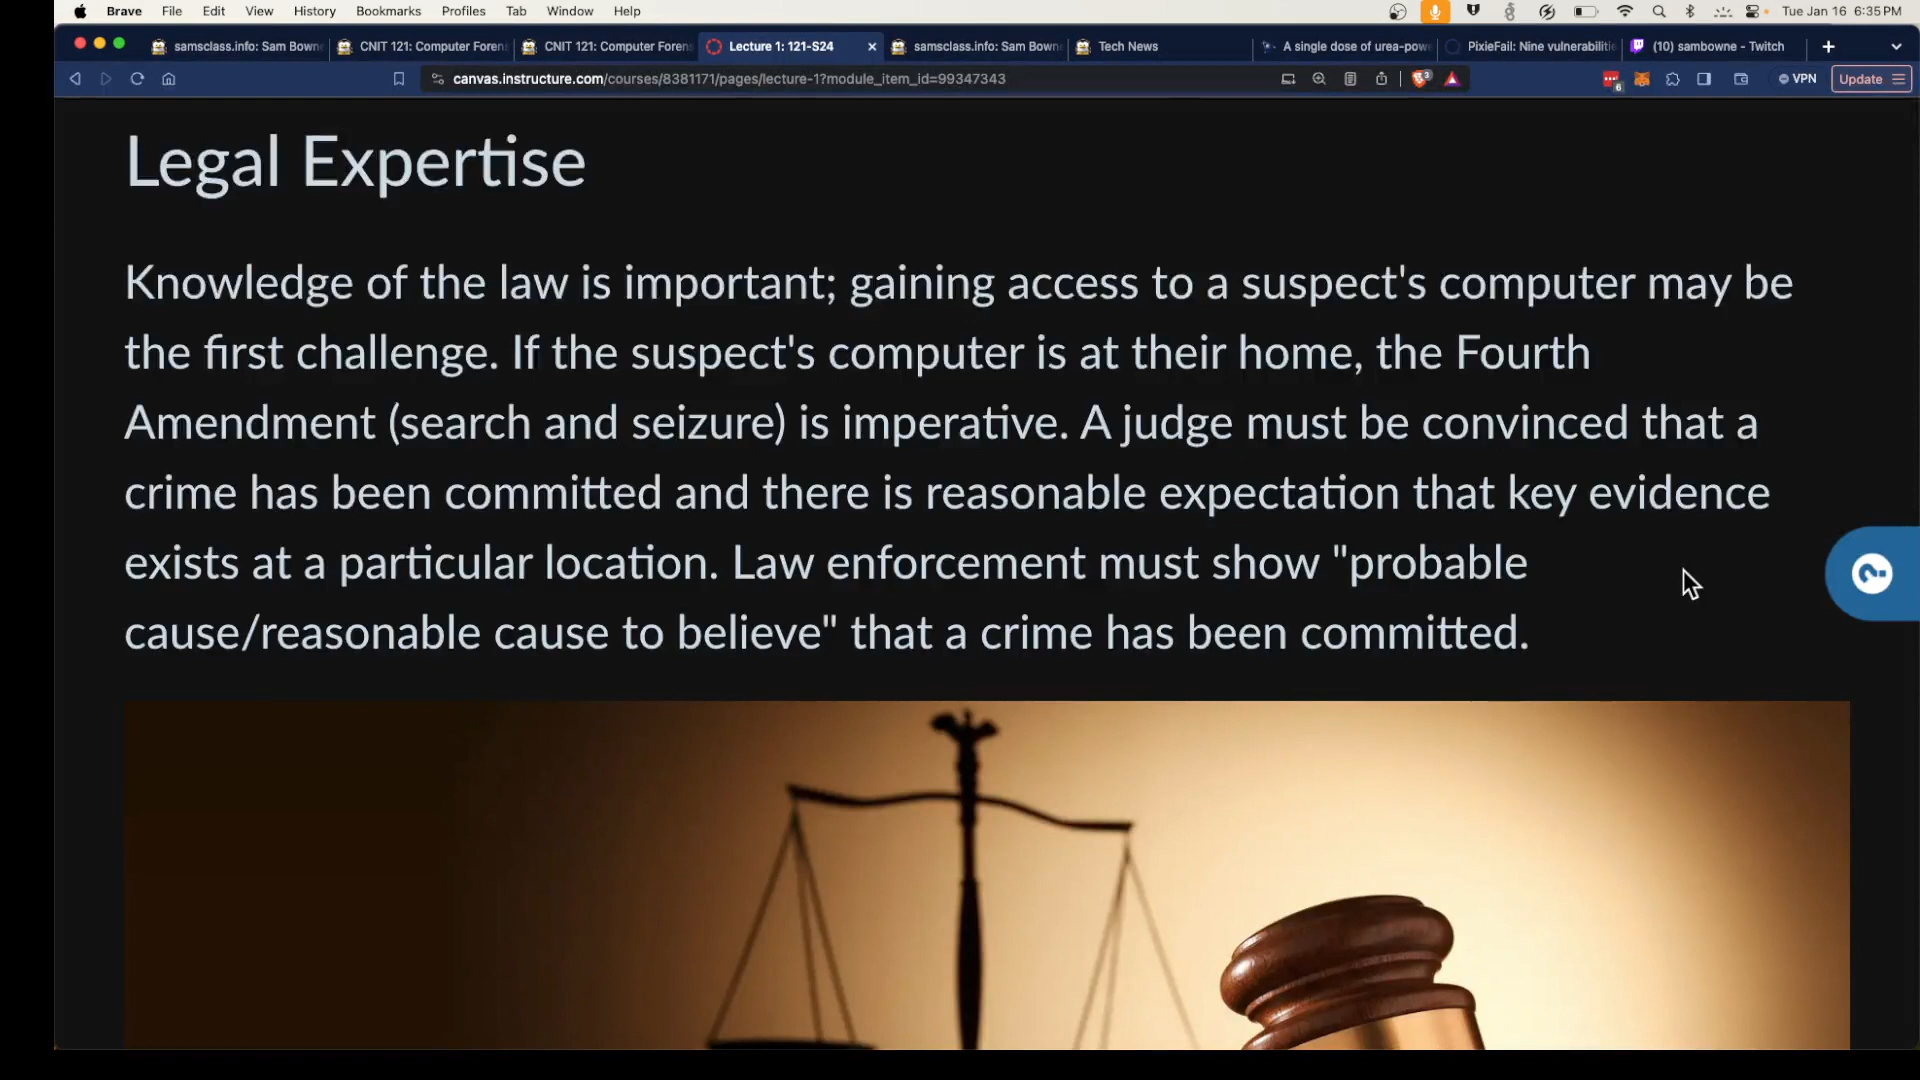 Brave File Edit View History Bookmarks Profiles Tab Window Help Tue Jan 16 6:35 PM
samsclass.info: Sam Bowne CNIT 121: Computer Foren CNIT 121: Computer Foren Lecture 1: 121-S24 samsclass.info: Sam Bowne Tech News A single dose of urea-pow PixieFail: Nine vulnerabilitie (10) sambowne - Twitch
canvas.instructure.com/courses/8381171/pages/lecture-1?module_item_id=99347343 3 6 VPN Update
Legal Expertise
Knowledge of the law is important; gaining access to a suspect's computer may be
the first challenge. If the suspect's computer is at their home, the Fourth
Amendment (search and seizure) is imperative. A judge must be convinced that a
crime has been committed and there is reasonable expectation that key evidence
exists at a particular location. Law enforcement must show "probable
cause/reasonable cause to believe" that a crime has been committed.